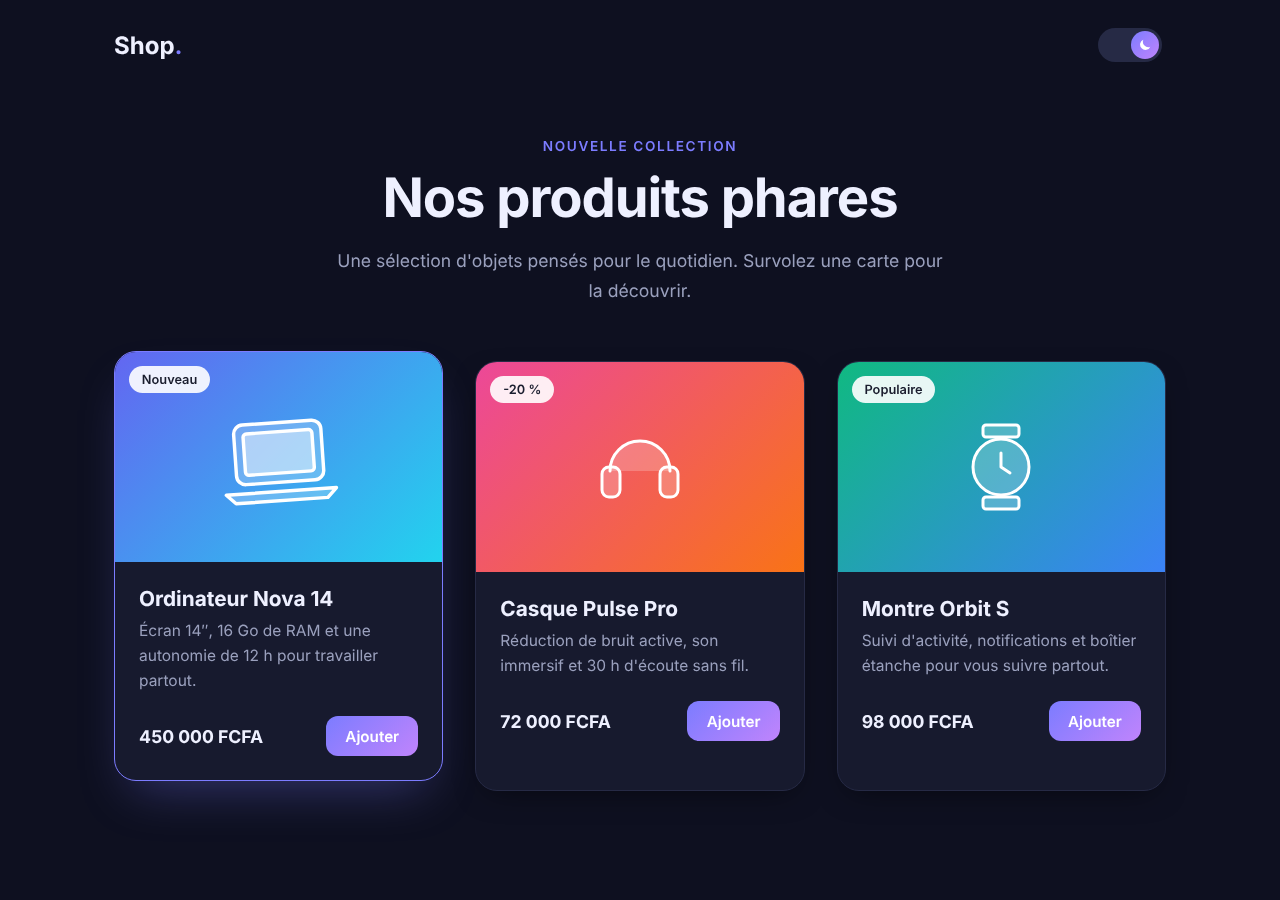 Shop.
NOUVELLE COLLECTION
Nos produits phares
Une sélection d'objets pensés pour le quotidien. Survolez une carte pour
la découvrir.
Nouveau
Ordinateur Nova 14
Écran 14″, 16 Go de RAM et une
autonomie de 12 h pour travailler
partout.
450 000 FCFA
Ajouter
-20 %
Casque Pulse Pro
Réduction de bruit active, son
immersif et 30 h d'écoute sans fil.
72 000 FCFA
Ajouter
Populaire
Montre Orbit S
Suivi d'activité, notifications et boîtier
étanche pour vous suivre partout.
98 000 FCFA
Ajouter